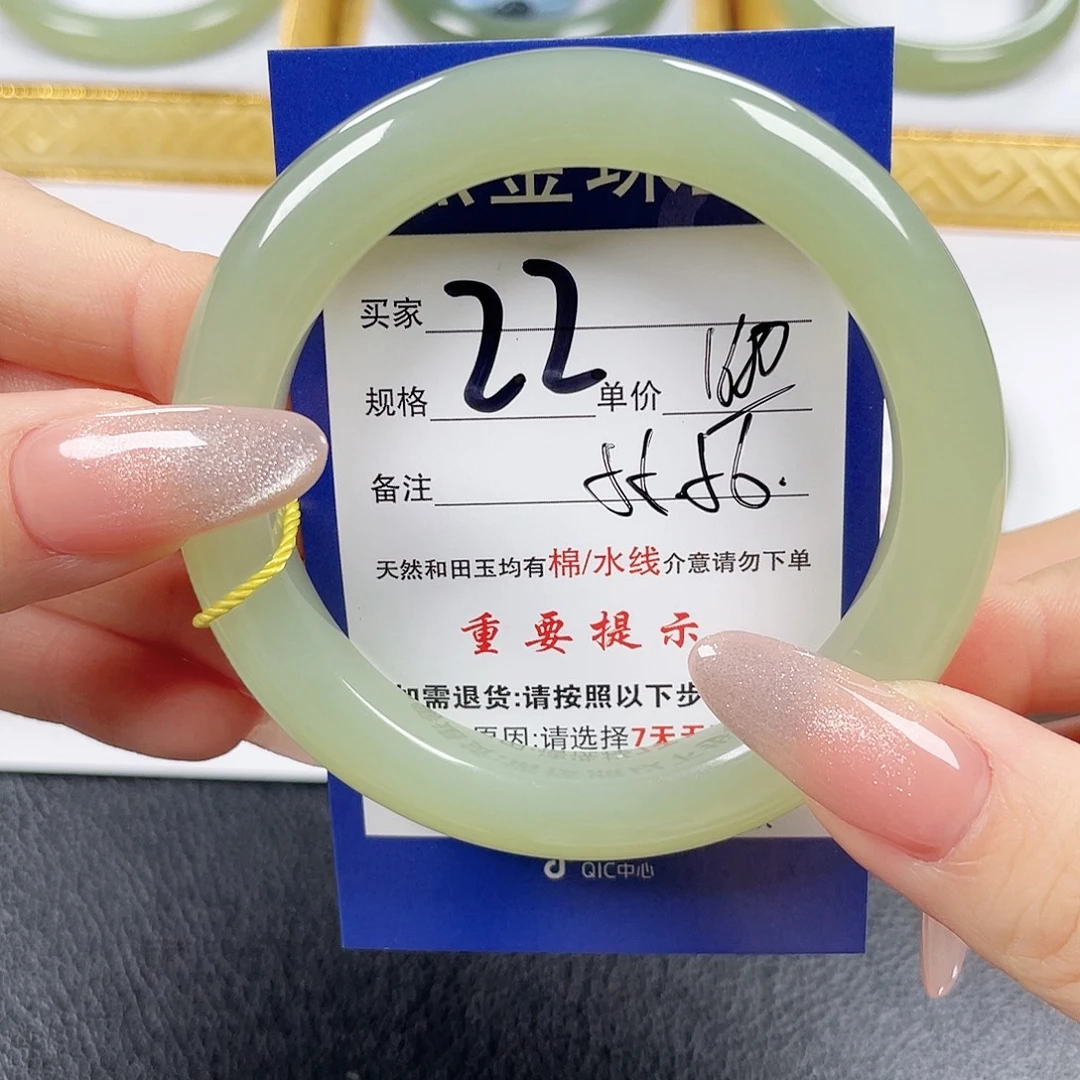 金珠
买家 22
规格 单价
备注
天然和田玉均有棉/水线介意请勿下单
重要提示
如需退货:请按照以下步
原因:请选择7天无
QIC中心